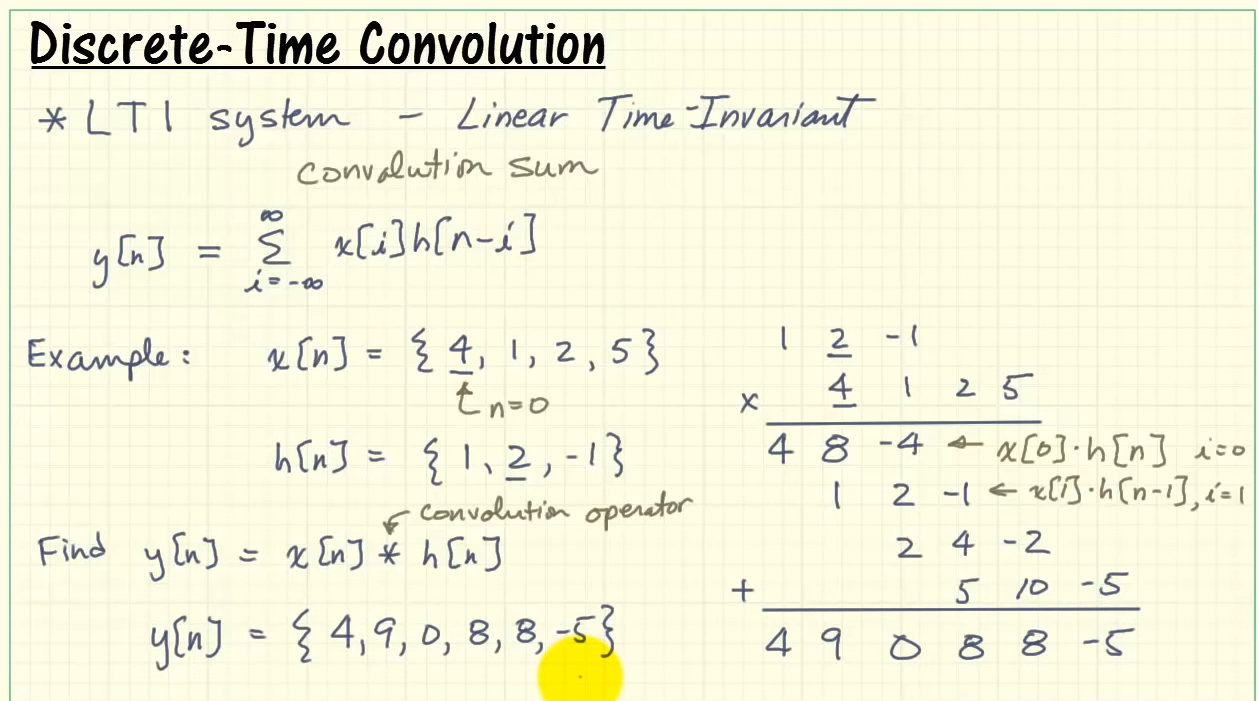 Discrete-Time Convolution
* LTI system - Linear Time-Invariant
convolution sum
y[n] = ∞ Σ i=-∞ x[i]h[n-i]
Example: x[n] = { 4, 1, 2, 5 }
n=0
h[n] = { 1, 2, -1 }
convolution operator
Find y[n] = x[n] * h[n]
y[n] = { 4, 9, 0, 8, 8, -5 }
1 2 -1
x 4 1 2 5
4 8 -4 ← x[0]·h[n] i=0
1 2 -1 ← x[1]·h[n-1], i=1
2 4 -2
+ 5 10 -5
4 9 0 8 8 -5